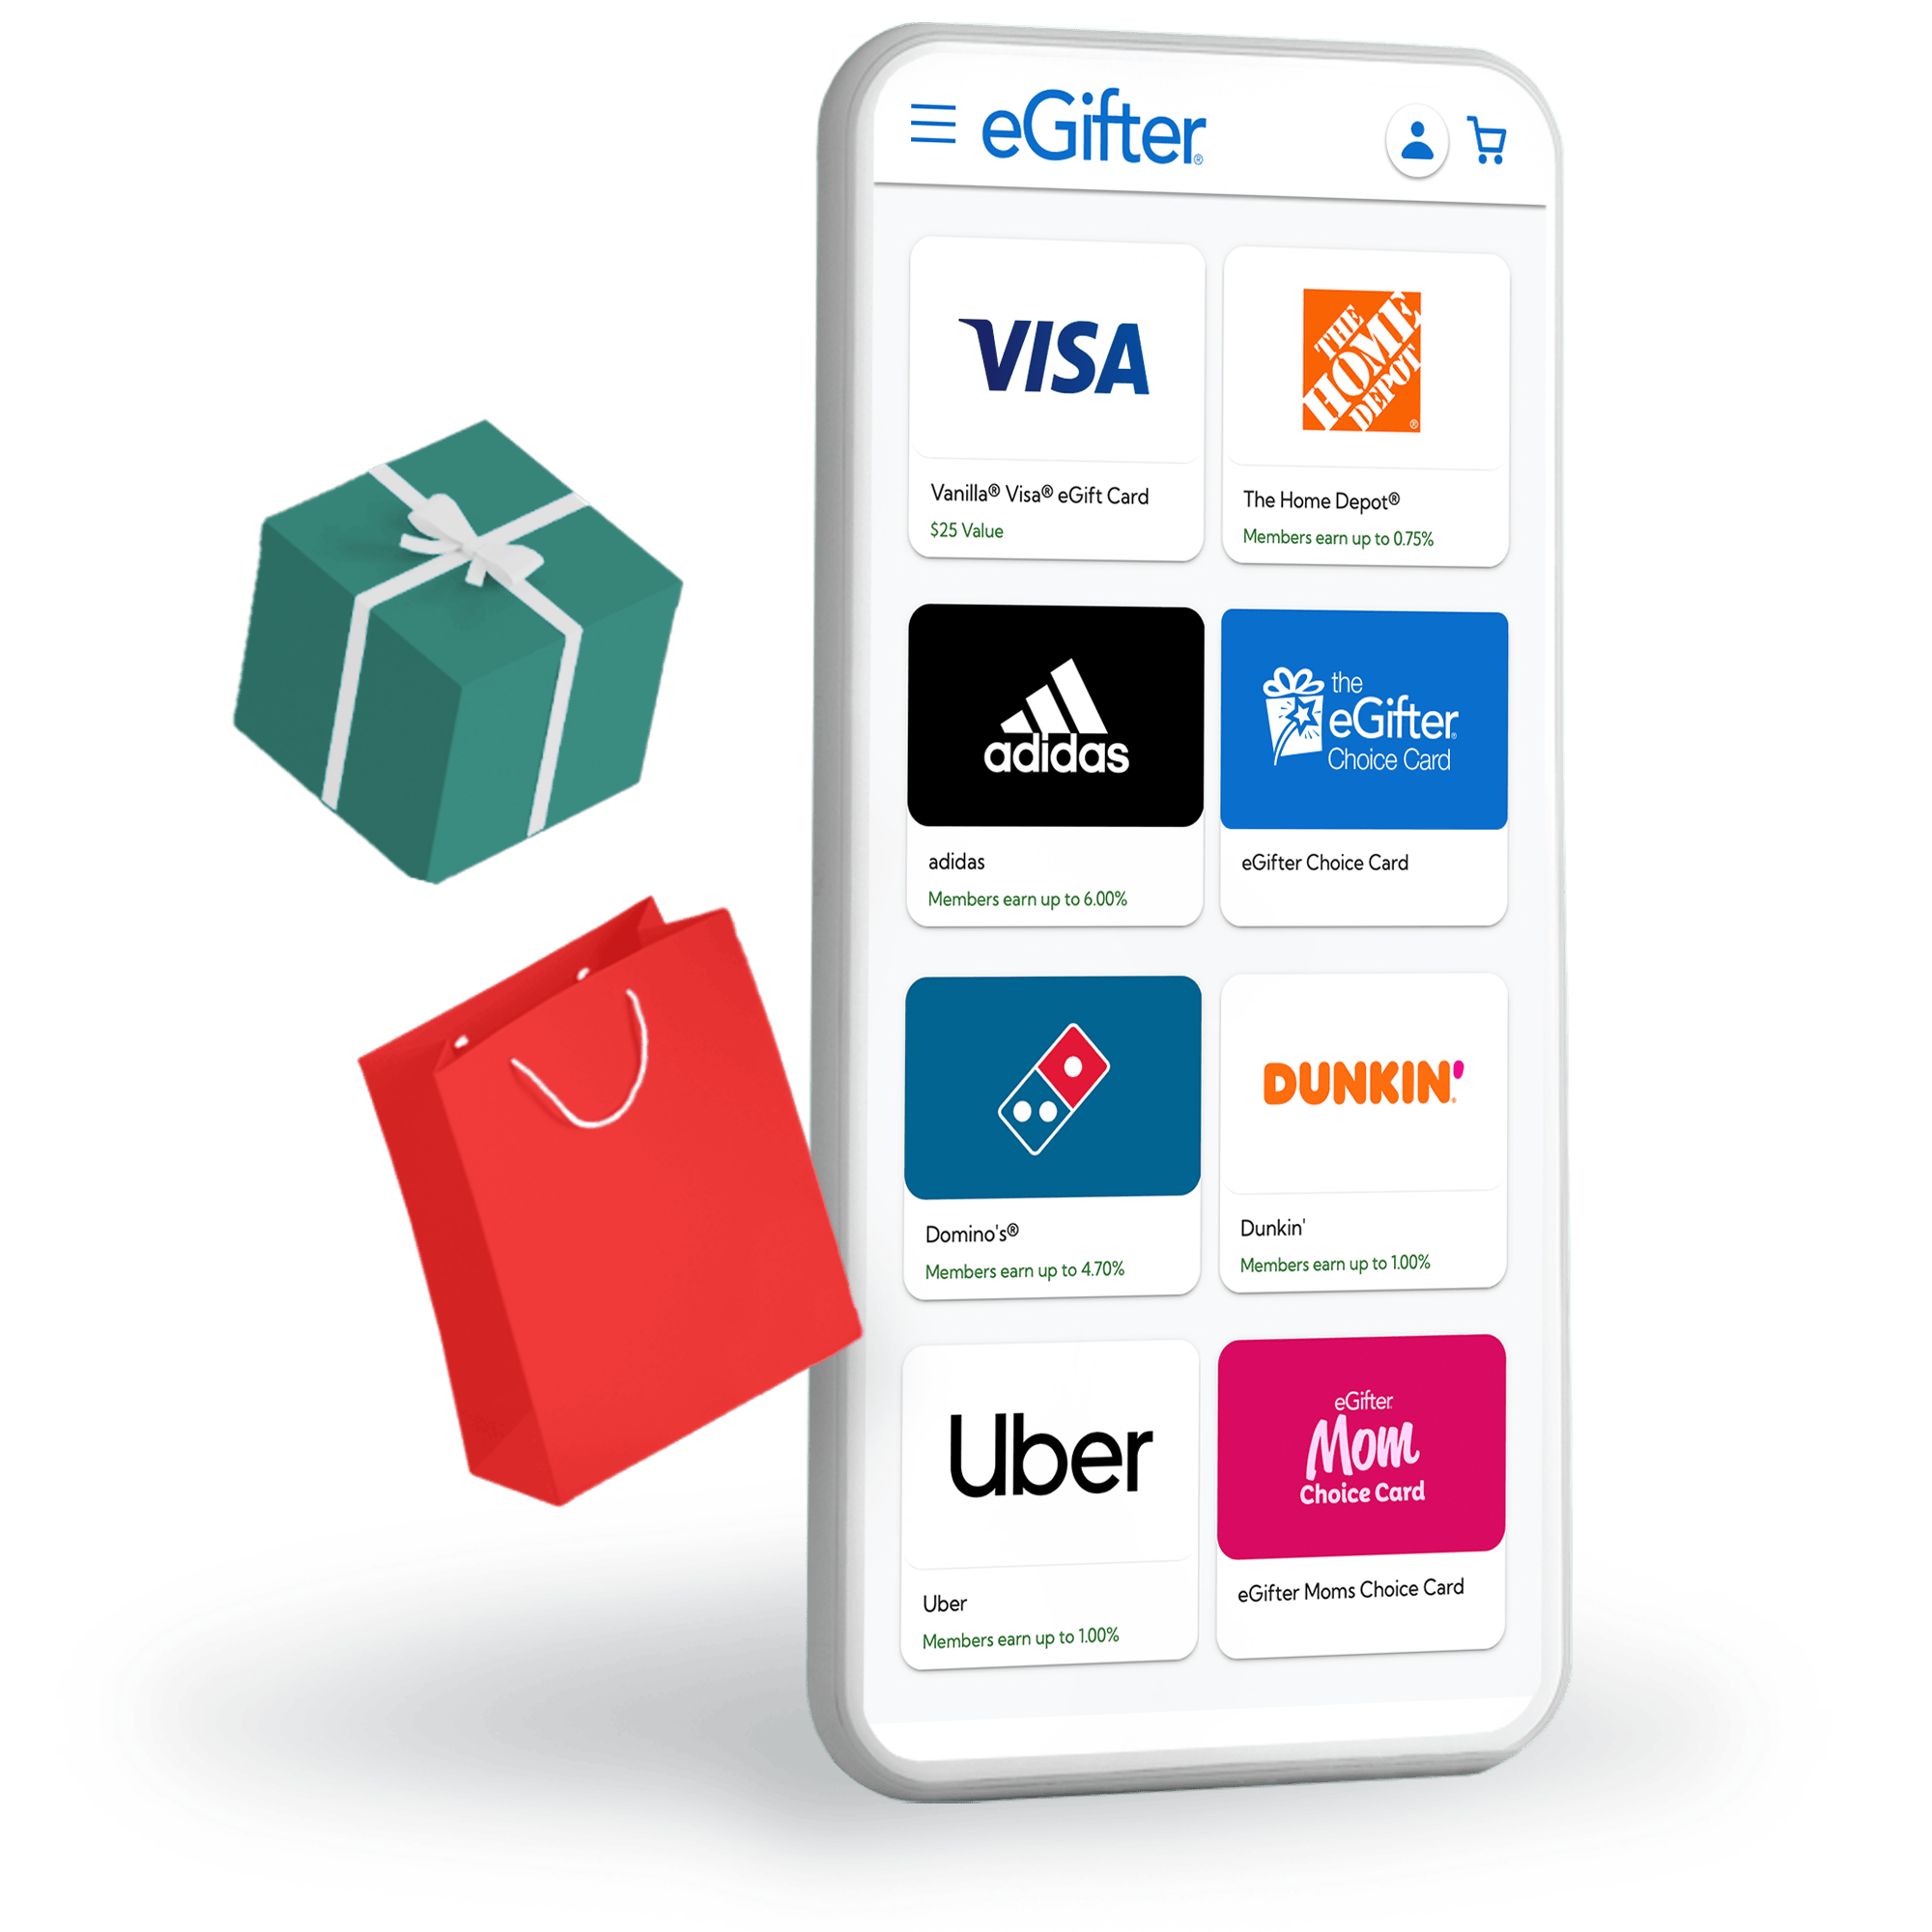 eGifter®
VISA
THE
HOME
DEPOT
®
Vanilla® Visa® eGift Card
$25 Value
The Home Depot®
Members earn up to 0.75%
adidas
the
eGifter®
Choice Card
adidas
Members earn up to 6.00%
eGifter Choice Card
DUNKIN'
Domino's®
Members earn up to 4.70%
Dunkin'
Members earn up to 1.00%
Uber
eGifter
Mom
Choice Card
Uber
Members earn up to 1.00%
eGifter Moms Choice Card